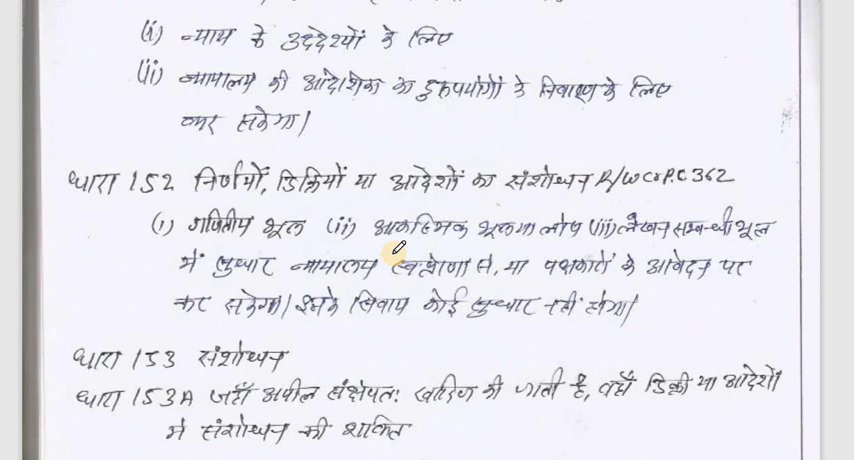 (i) न्याय के उद्देश्यों के लिए
(ii) न्यायालय की आदेशिका के दुरुपयोगों के निवारण के लिए
कर सकेगा।
धारा 152 निर्णयों, डिक्रियों या आदेशों का संशोधन R/W Cr.P.C 362
(i) गणितीय भूल (ii) आकस्मिक भूल या लोप (iii) लेखन सम्बन्धी भूल
में सुधार न्यायालय स्वप्रेरणा से, या पक्षकारों के आवेदन पर
कर सकेगा। इसके सिवाय कोई सुधार नहीं होगा।
धारा 153 संशोधन
धारा 153A जहाँ अपील संक्षेपतः खारिज की जाती है, वहाँ डिक्री या आदेशों
में संशोधन की शक्ति